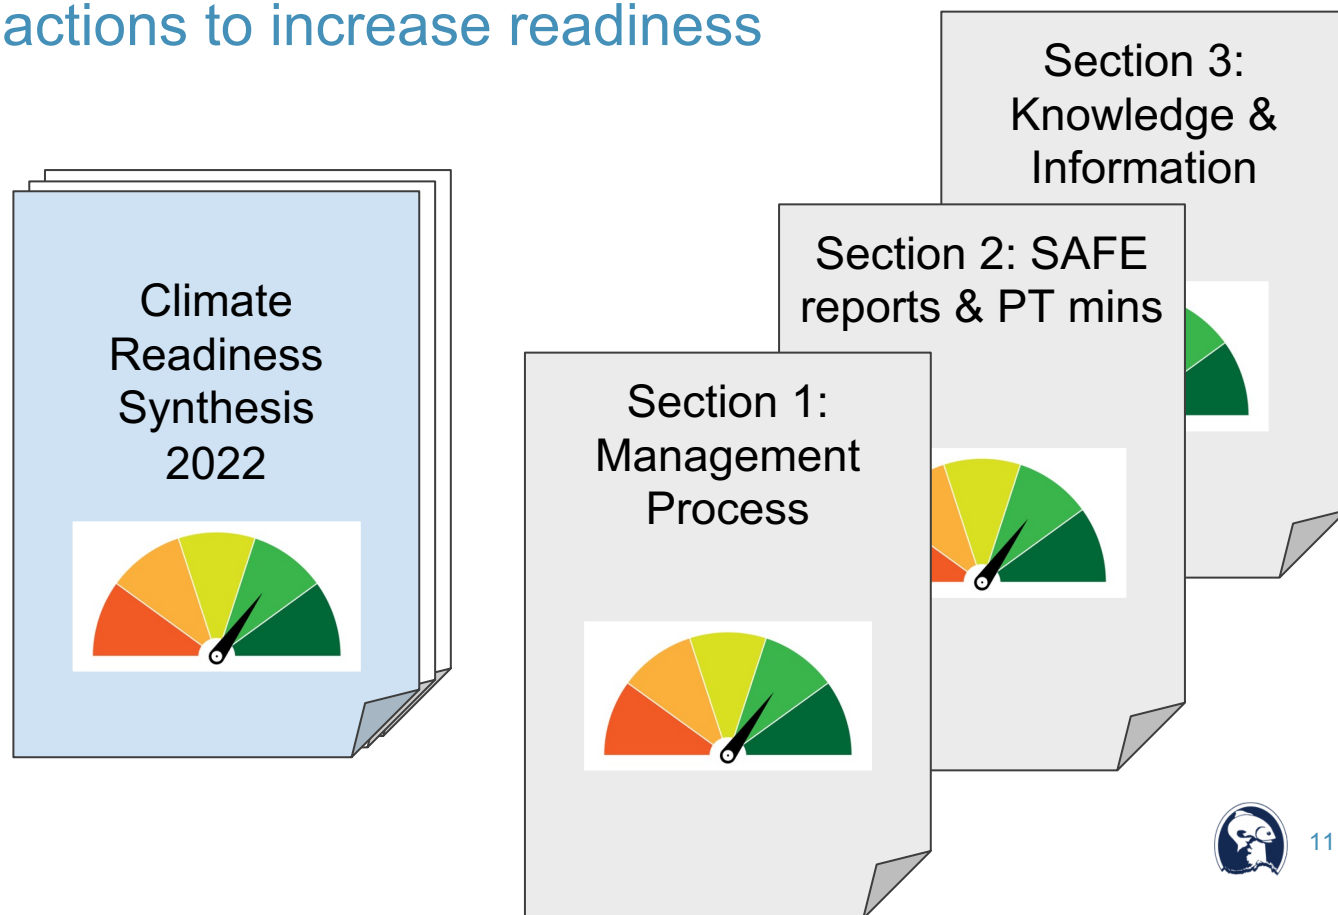 actions to increase readiness
Climate
Readiness
Synthesis
2022
Section 1:
Management
Process
Section 2: SAFE
reports & PT mins
Section 3:
Knowledge &
Information
11